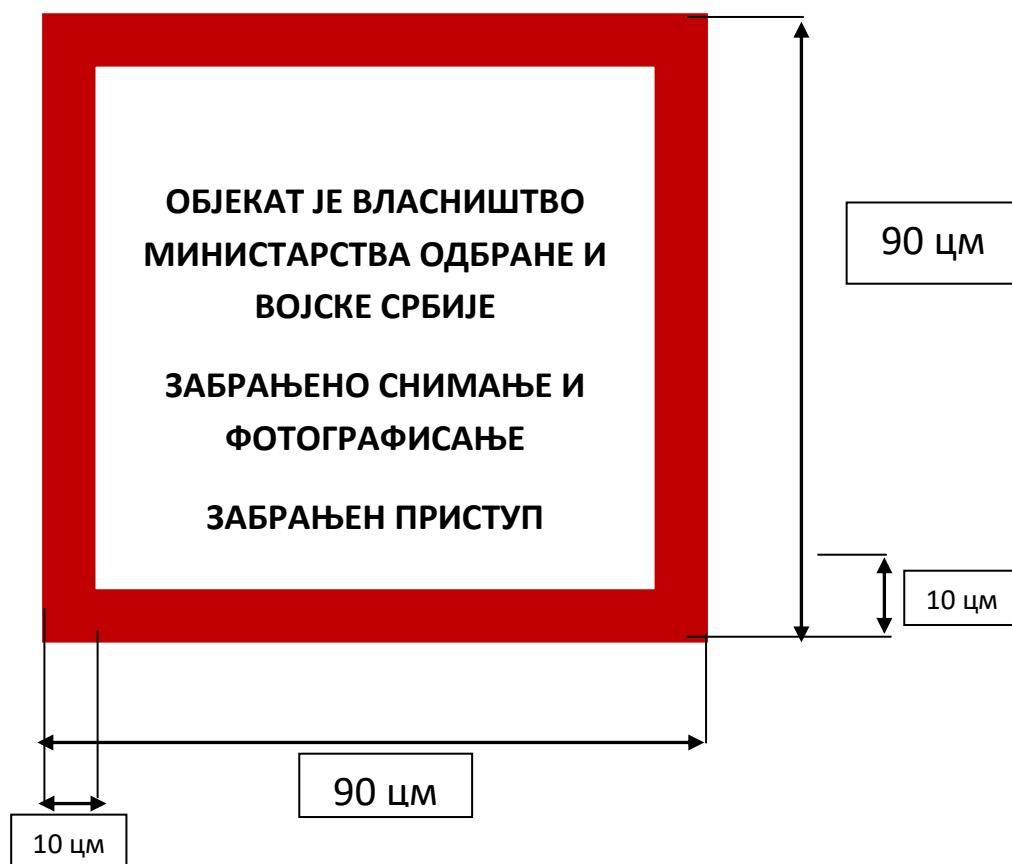 ОБЈЕКАТ ЈЕ ВЛАСНИШТВО
МИНИСТАРСТВА ОДБРАНЕ И
ВОЈСКЕ СРБИЈЕ
ЗАБРАЊЕНО СНИМАЊЕ И
ФОТОГРАФИСАЊЕ
ЗАБРАЊЕН ПРИСТУП
90 цм
10 цм
90 цм
10 цм